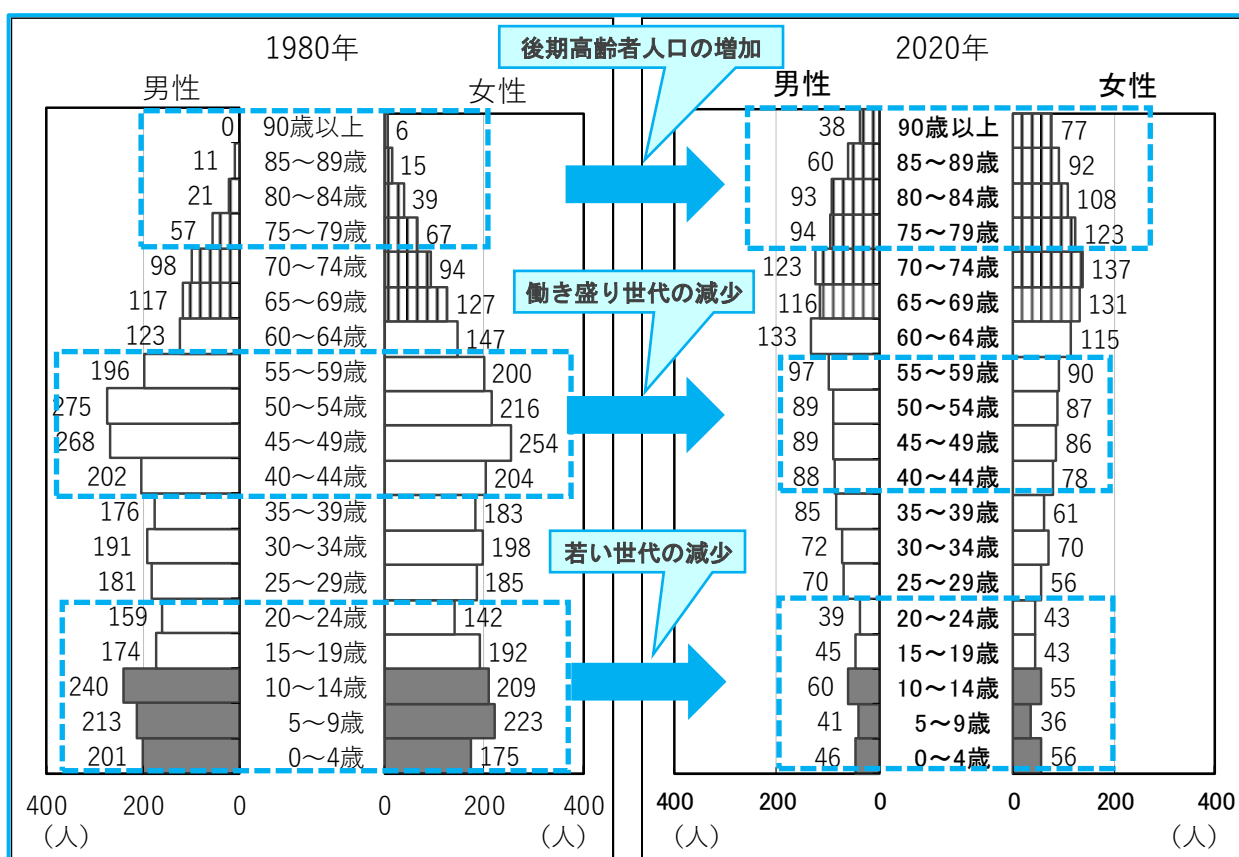 1980年
男性
女性
0 90歳以上 6
11 85～89歳 15
21 80～84歳 39
57 75～79歳 67
98 70～74歳 94
117 65～69歳 127
123 60～64歳 147
196 55～59歳 200
275 50～54歳 216
268 45～49歳 254
202 40～44歳 204
176 35～39歳 183
191 30～34歳 198
181 25～29歳 185
159 20～24歳 142
174 15～19歳 192
240 10～14歳 209
213 5～9歳 223
201 0～4歳 175
400 200 0 0 200 400
（人） （人）
後期高齢者人口の増加
働き盛り世代の減少
若い世代の減少
2020年
男性
女性
38 90歳以上 77
60 85～89歳 92
93 80～84歳 108
94 75～79歳 123
123 70～74歳 137
116 65～69歳 131
133 60～64歳 115
97 55～59歳 90
89 50～54歳 87
89 45～49歳 86
88 40～44歳 78
85 35～39歳 61
72 30～34歳 70
70 25～29歳 56
39 20～24歳 43
45 15～19歳 43
60 10～14歳 55
41 5～9歳 36
46 0～4歳 56
400 200 0 0 200 400
（人） （人）